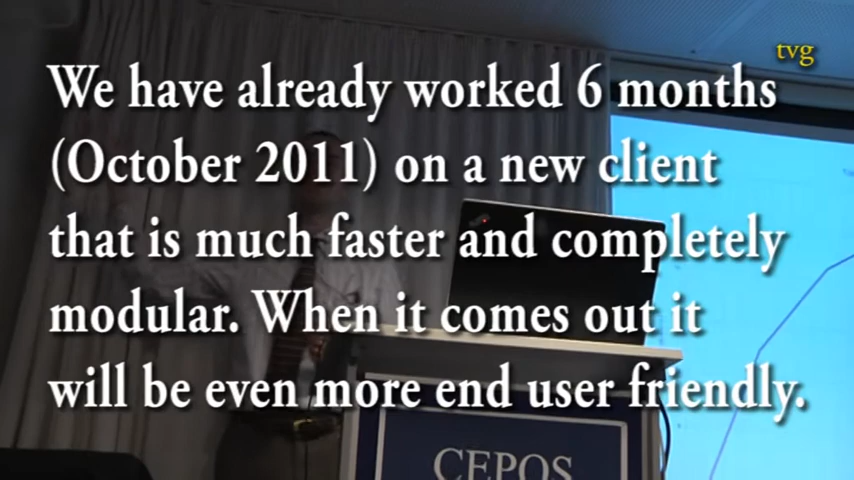 tvg
We have already worked 6 months
(October 2011) on a new client
that is much faster and completely
modular. When it comes out it
will be even more end user friendly.
CEPOS